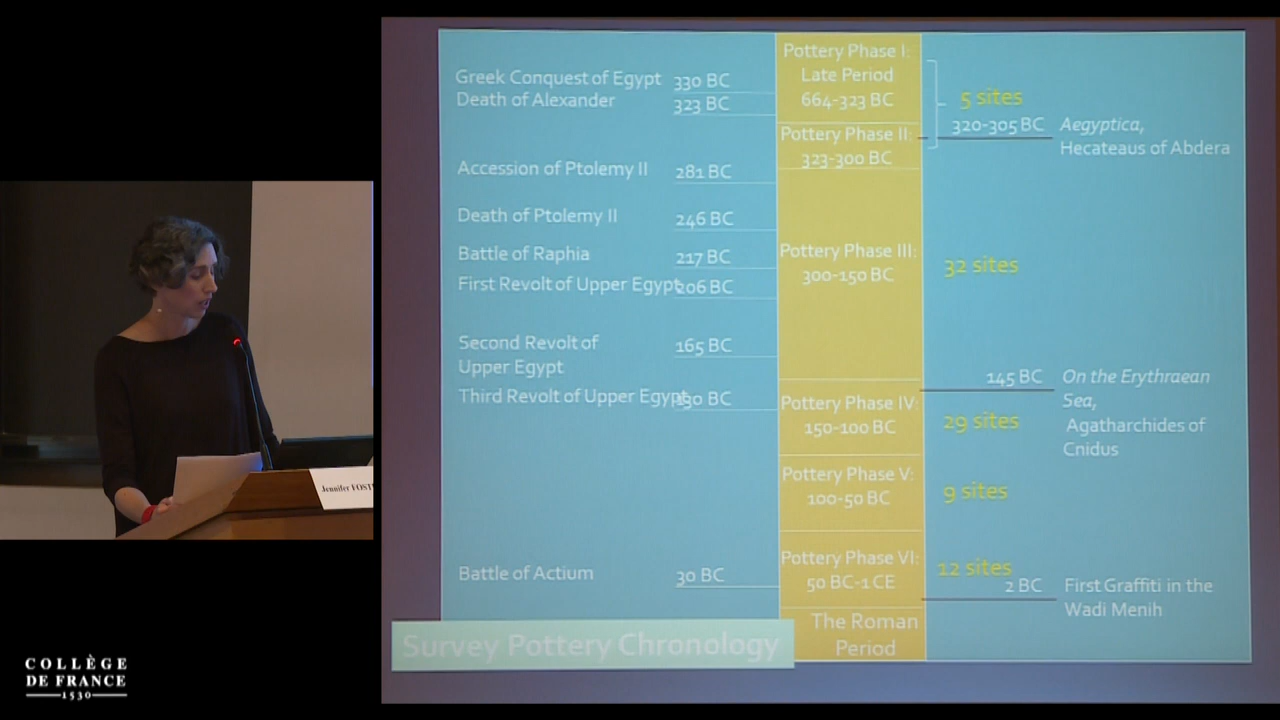 Greek Conquest of Egypt 330 BC
Death of Alexander 323 BC
Accession of Ptolemy II 281 BC
Death of Ptolemy II 246 BC
Battle of Raphia 217 BC
First Revolt of Upper Egypt 206 BC
Second Revolt of 165 BC
Upper Egypt
Third Revolt of Upper Egypt BC
Battle of Actium 30 BC
Pottery Phase I:
Late Period
664-323 BC
Pottery Phase II:
323-300 BC
Pottery Phase III:
300-150 BC
Pottery Phase IV:
150-100 BC
Pottery Phase V:
100-50 BC
Pottery Phase VI:
50 BC-1 CE
The Roman
Period
5 sites
320-305 BC
Aegyptica,
Hecateaus of Abdera
32 sites
145 BC
On the Erythraean
Sea,
Agatharchides of
Cnidus
29 sites
9 sites
12 sites
2 BC
First Graffiti in the
Wadi Menih
Survey Pottery Chronology
Jennifer
COLLÈGE
DE FRANCE
1530